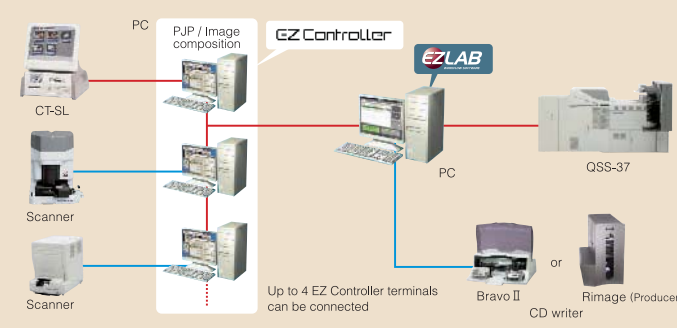 PC
PJP / Image
composition
EZ Controller
EZLAB
CT-SL
PC
QSS-37
Scanner
Scanner
Up to 4 EZ Controller terminals
can be connected
Bravo II
or
Rimage (Producer
CD writer